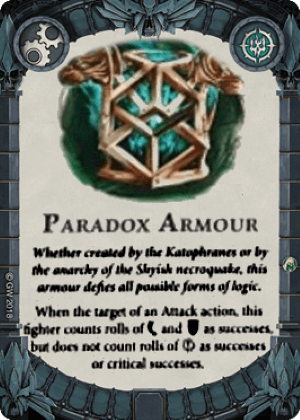 PARADOX ARMOUR
Whether created by the Katophranes or by
the anarchy of the Shyish necroquake, this
armour defies all possible forms of logic.
When the target of an Attack action, this
fighter counts rolls of and as successes,
but does not count rolls of as successes
or critical successes.
© GW 2018